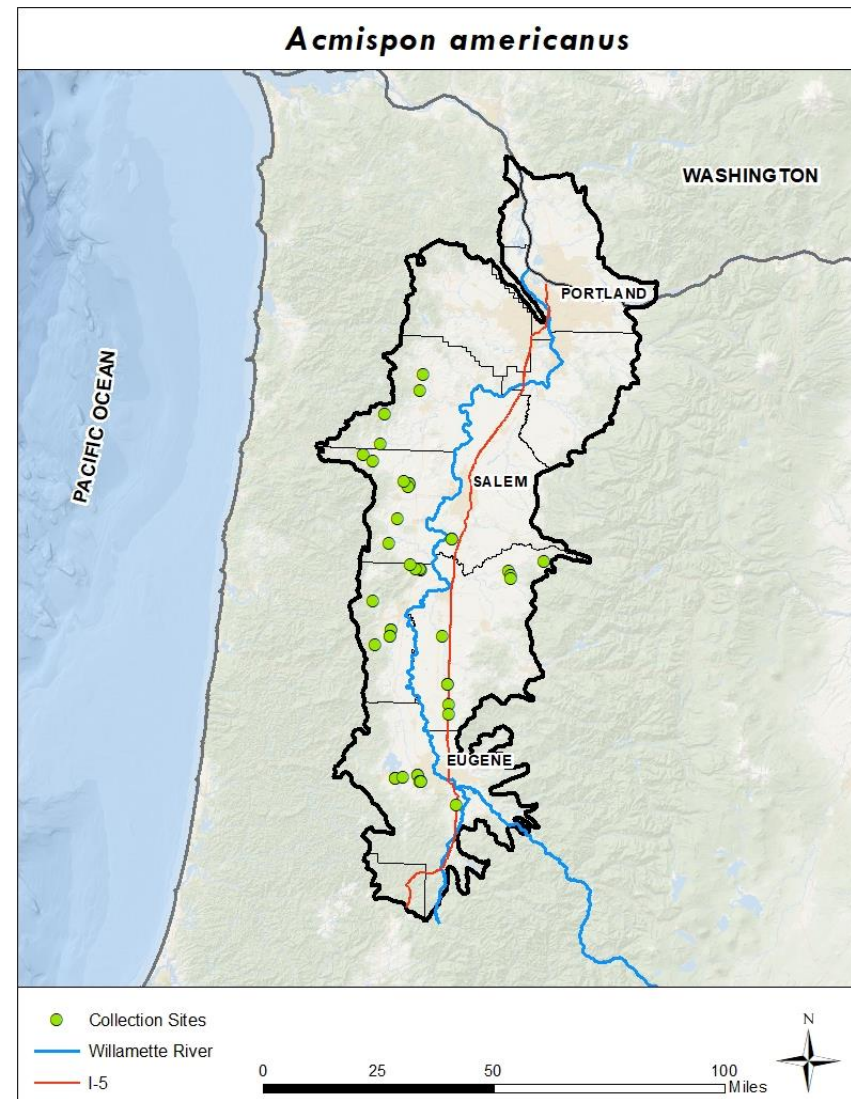 Acmispon americanus
WASHINGTON
PORTLAND
PACIFIC OCEAN
SALEM
EUGENE
Collection Sites
Willamette River
I-5
0 25 50 100
Miles
N